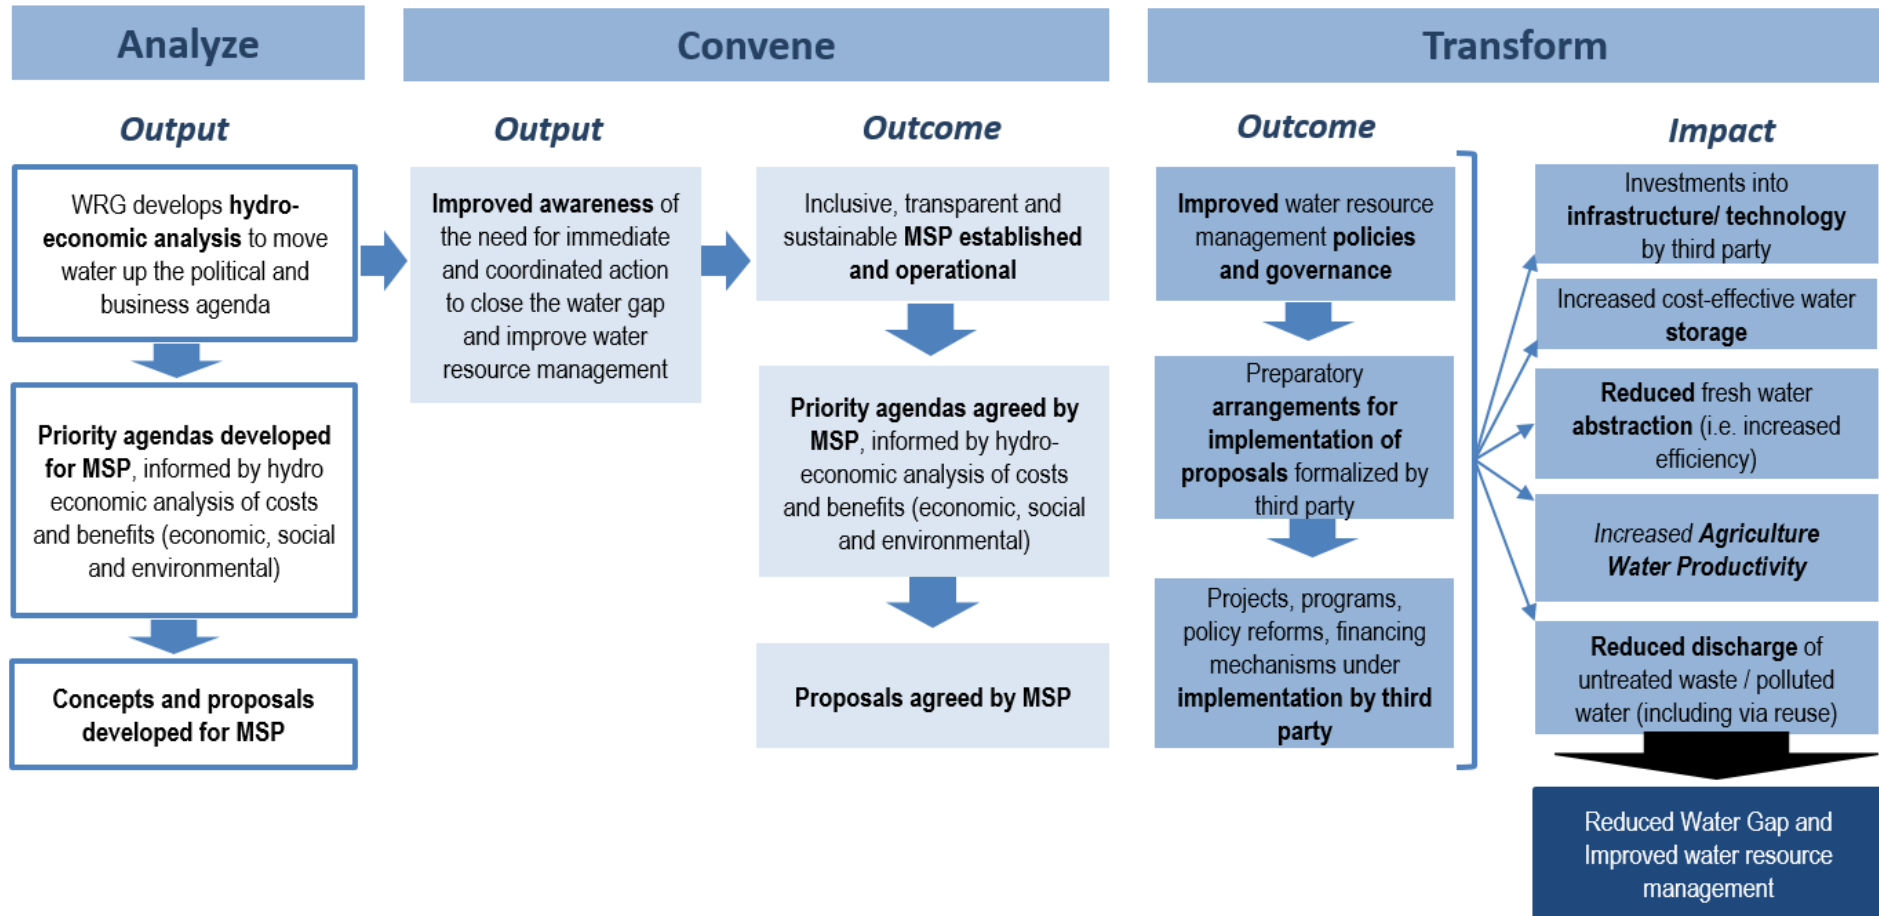 Analyze
Convene
Transform
Output
Output
Outcome
Outcome
Impact
WRG develops hydro-
economic analysis to move
water up the political and
business agenda
Priority agendas developed
for MSP, informed by hydro
economic analysis of costs
and benefits (economic, social
and environmental)
Concepts and proposals
developed for MSP
Improved awareness of
the need for immediate
and coordinated action
to close the water gap
and improve water
resource management
Inclusive, transparent and
sustainable MSP established
and operational
Priority agendas agreed by
MSP, informed by hydro-
economic analysis of costs
and benefits (economic, social
and environmental)
Proposals agreed by MSP
Improved water resource
management policies
and governance
Preparatory
arrangements for
implementation of
proposals formalized by
third party
Projects, programs,
policy reforms, financing
mechanisms under
implementation by third
party
Investments into
infrastructure/ technology
by third party
Increased cost-effective water
storage
Reduced fresh water
abstraction (i.e. increased
efficiency)
Increased Agriculture
Water Productivity
Reduced discharge of
untreated waste / polluted
water (including via reuse)
Reduced Water Gap and
Improved water resource
management